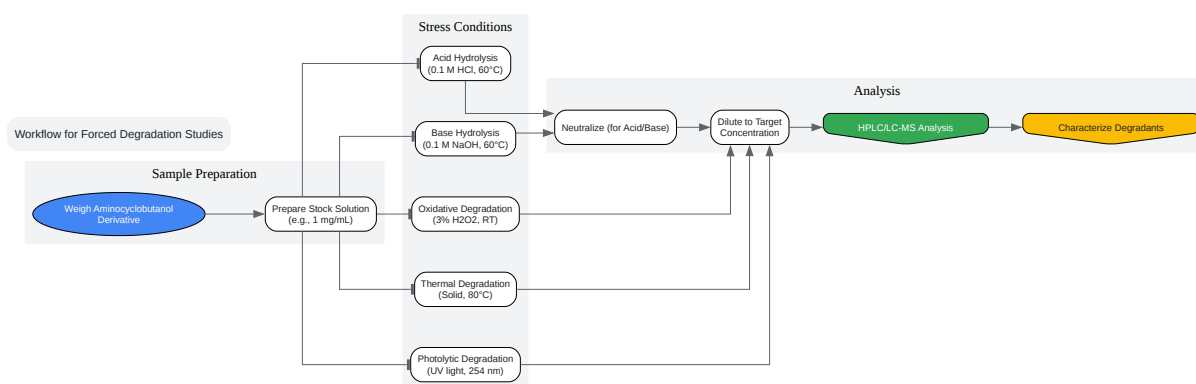 Workflow for Forced Degradation Studies
Sample Preparation
Weigh Aminocyclobutanol
Derivative
Prepare Stock Solution
(e.g., 1 mg/mL)
Stress Conditions
Acid Hydrolysis
(0.1 M HCl, 60°C)
Base Hydrolysis
(0.1 M NaOH, 60°C)
Oxidative Degradation
(3% H2O2, RT)
Thermal Degradation
(Solid, 80°C)
Photolytic Degradation
(UV light, 254 nm)
Analysis
Neutralize (for Acid/Base)
Dilute to Target
Concentration
HPLC/LC-MS Analysis
Characterize Degradants